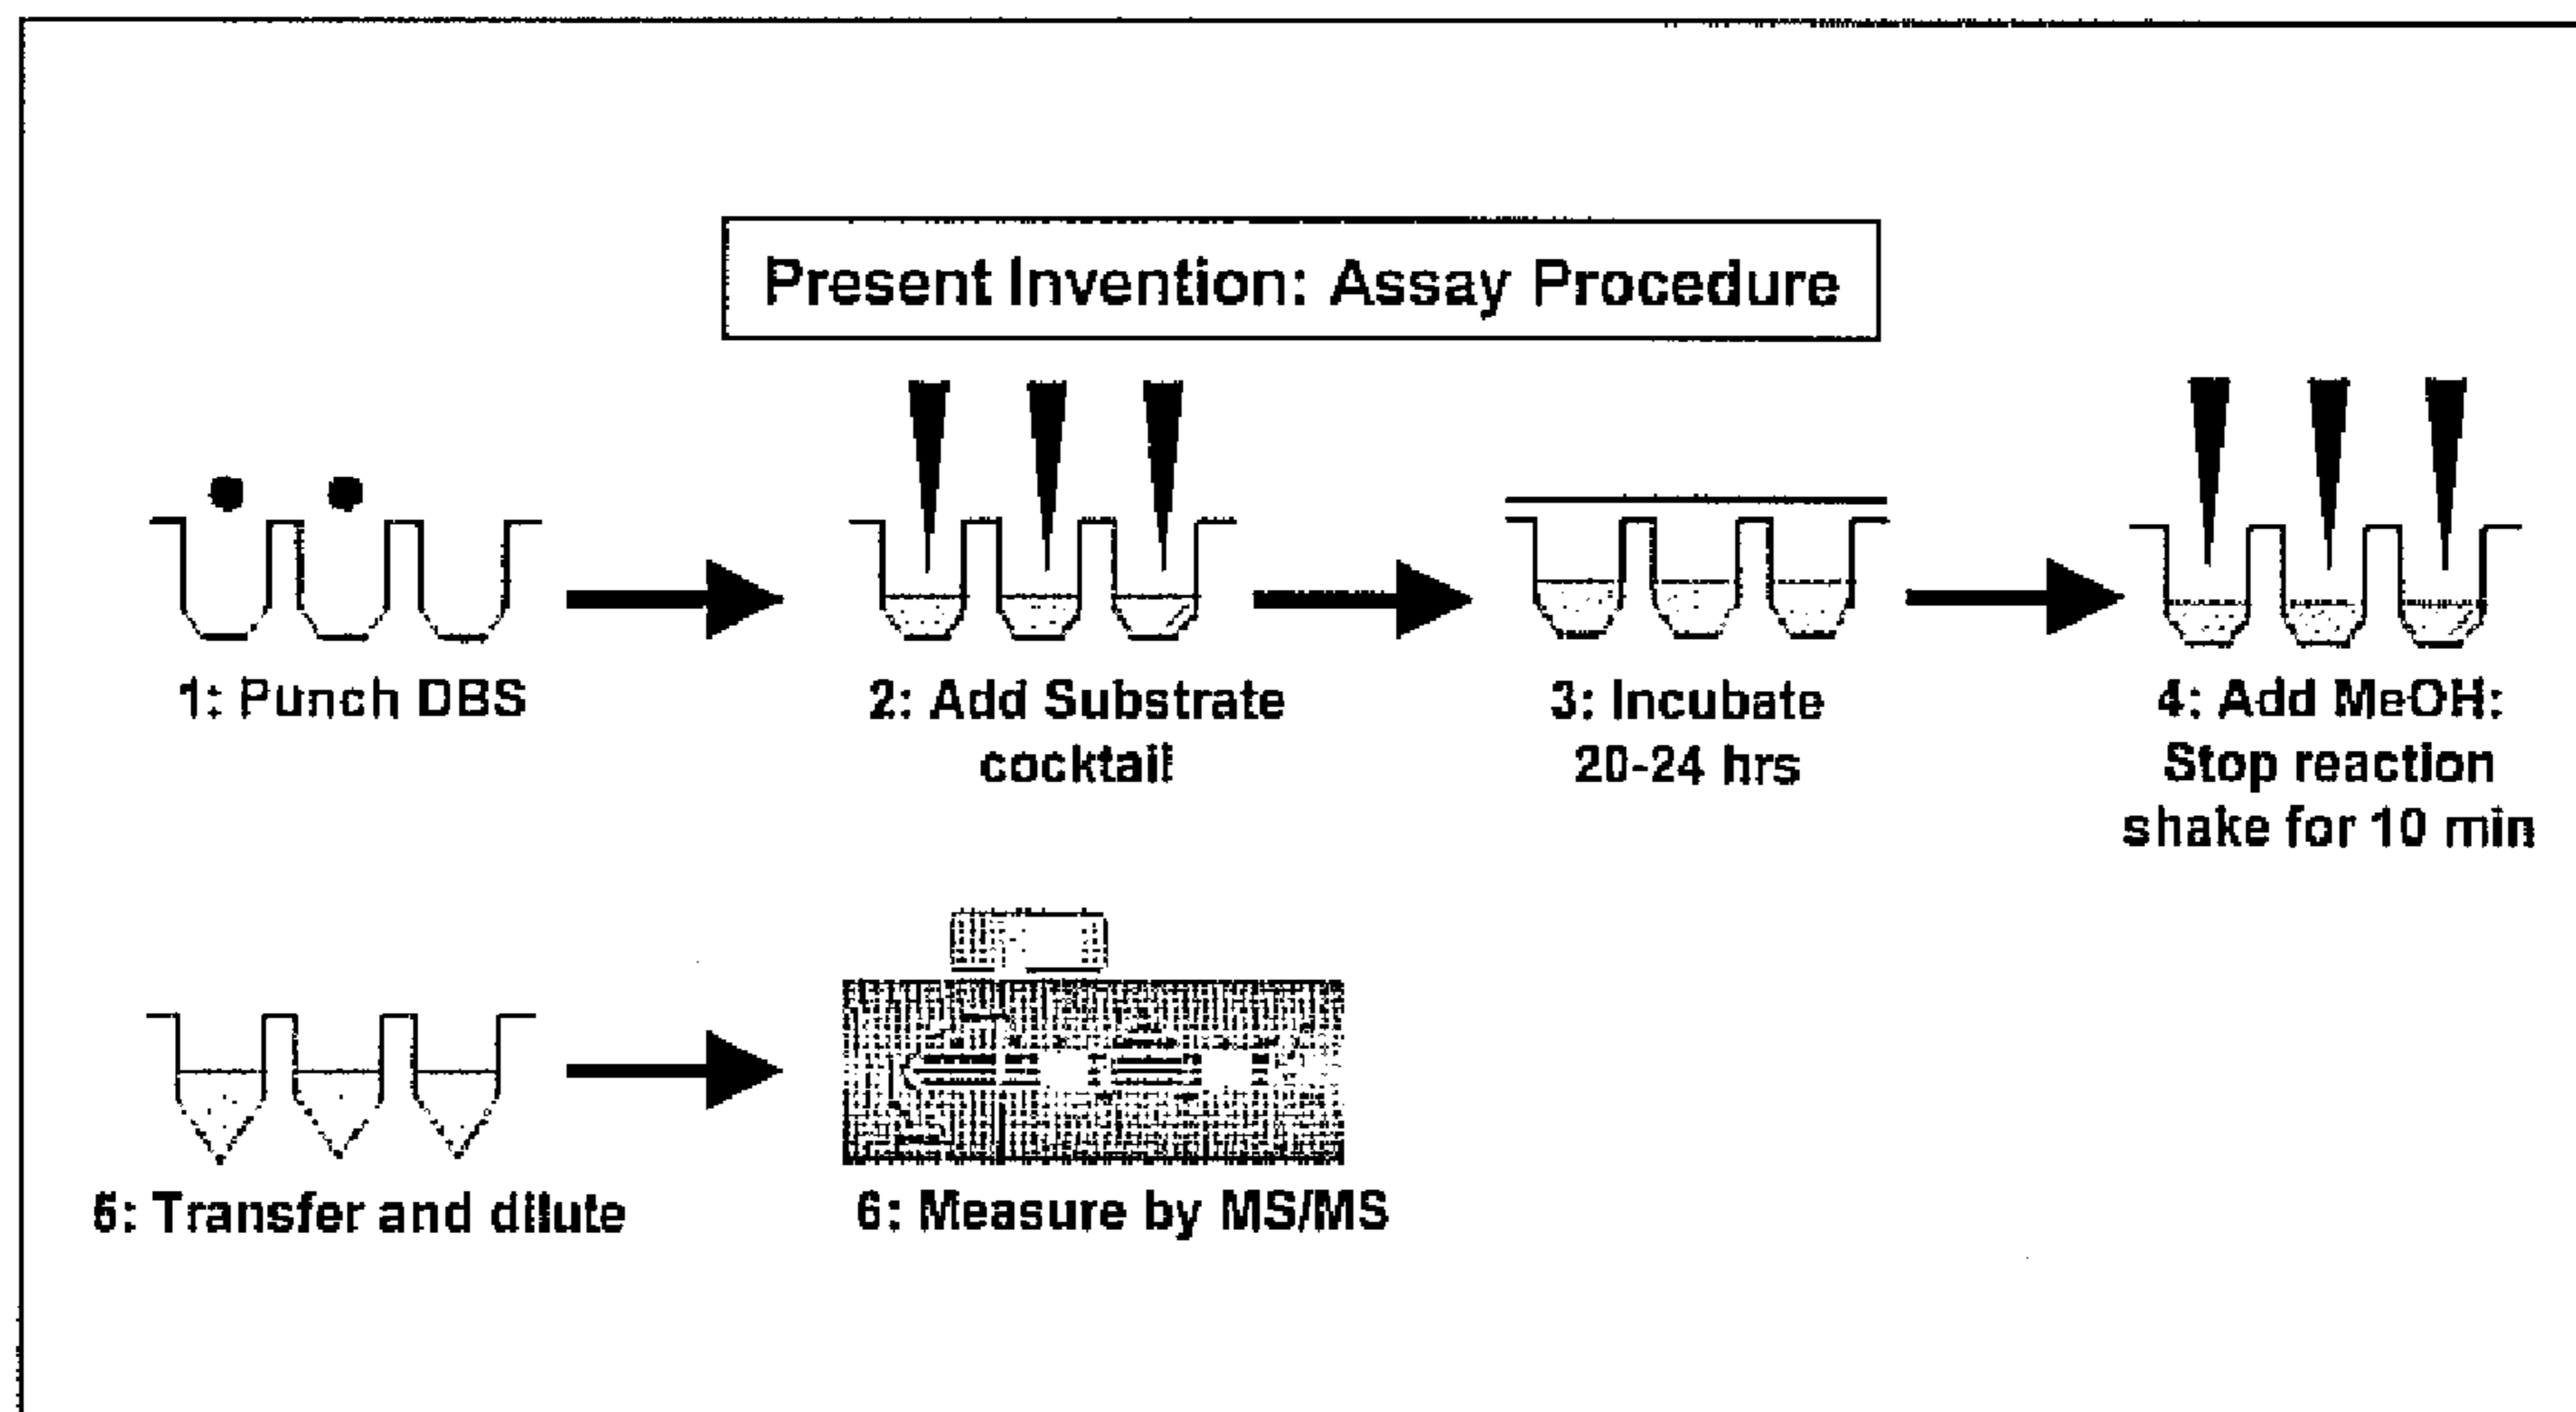 Present Invention: Assay Procedure
1: Punch DBS
2: Add Substrate
cocktail
3: Incubate
20-24 hrs
4: Add MeOH:
Stop reaction
shake for 10 min
5: Transfer and dilute
6: Measure by MS/MS